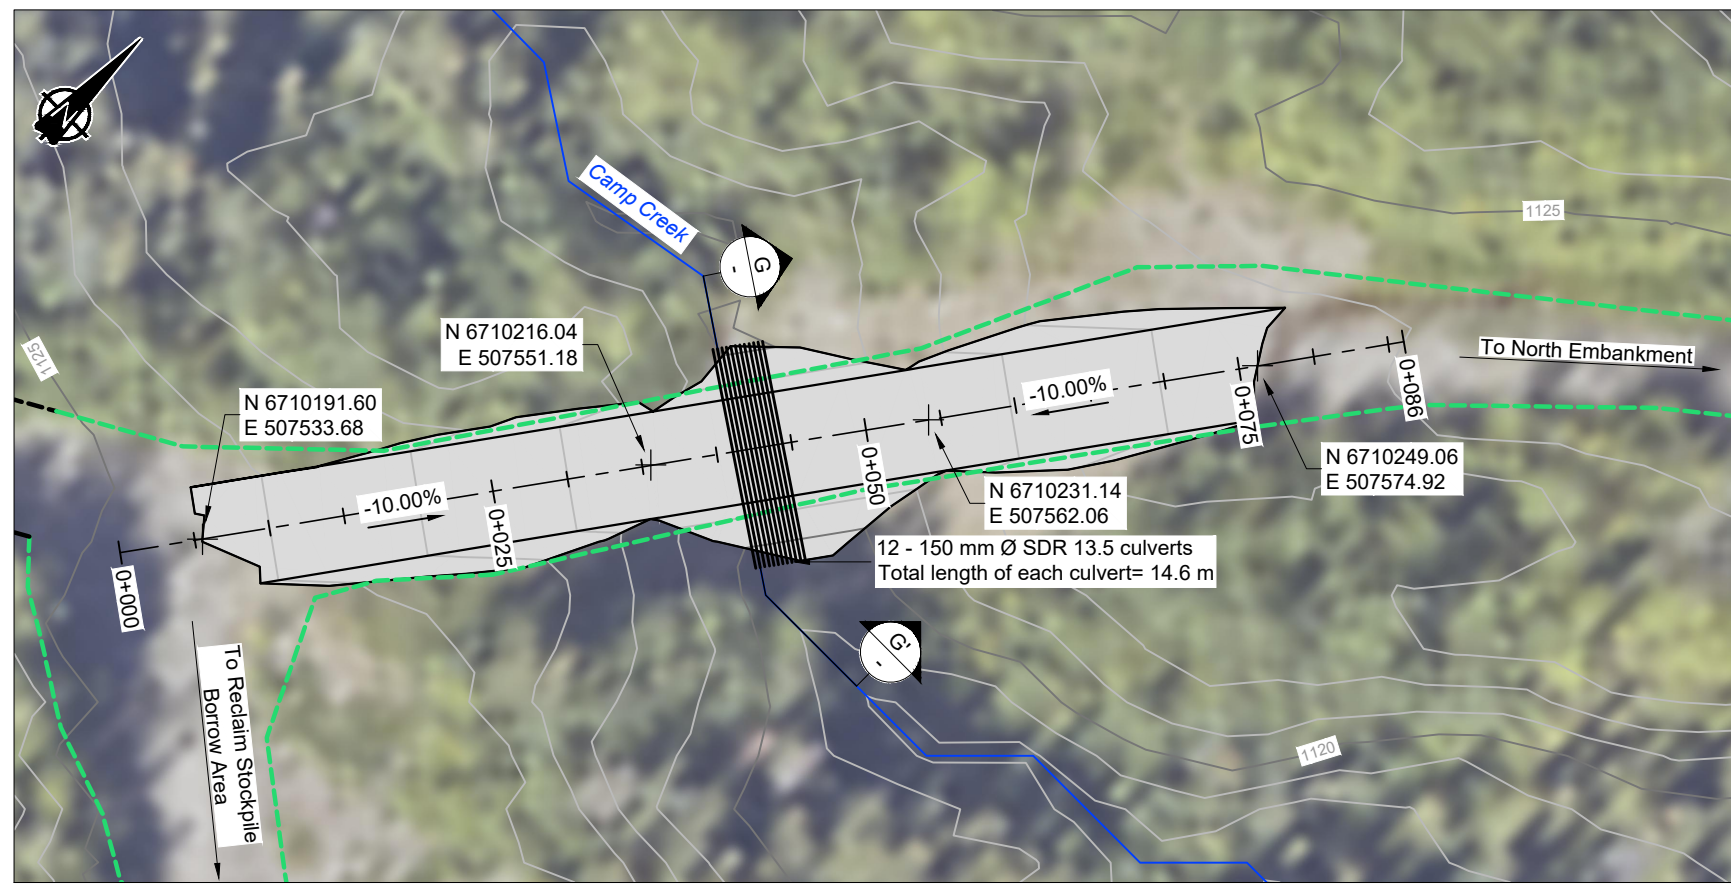 Camp Creek
G
-
1125
N 6710216.04
E 507551.18
1125
To North Embankment
N 6710191.60
E 507533.68
-10.00%
0+086
0+075
N 6710249.06
E 507574.92
-10.00%
0+050
0+025
N 6710231.14
E 507562.06
12 - 150 mm Ø SDR 13.5 culverts
Total length of each culvert= 14.6 m
0+000
G'
-
To Reclaim Stockpile
Borrow Area
1120